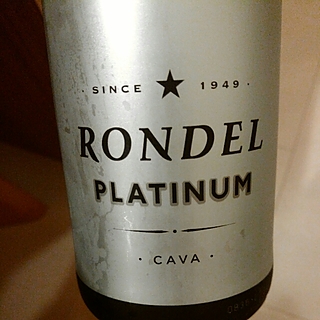 · SINCE ★ 1949 ·
RONDEL
PLATINUM
· CAVA ·